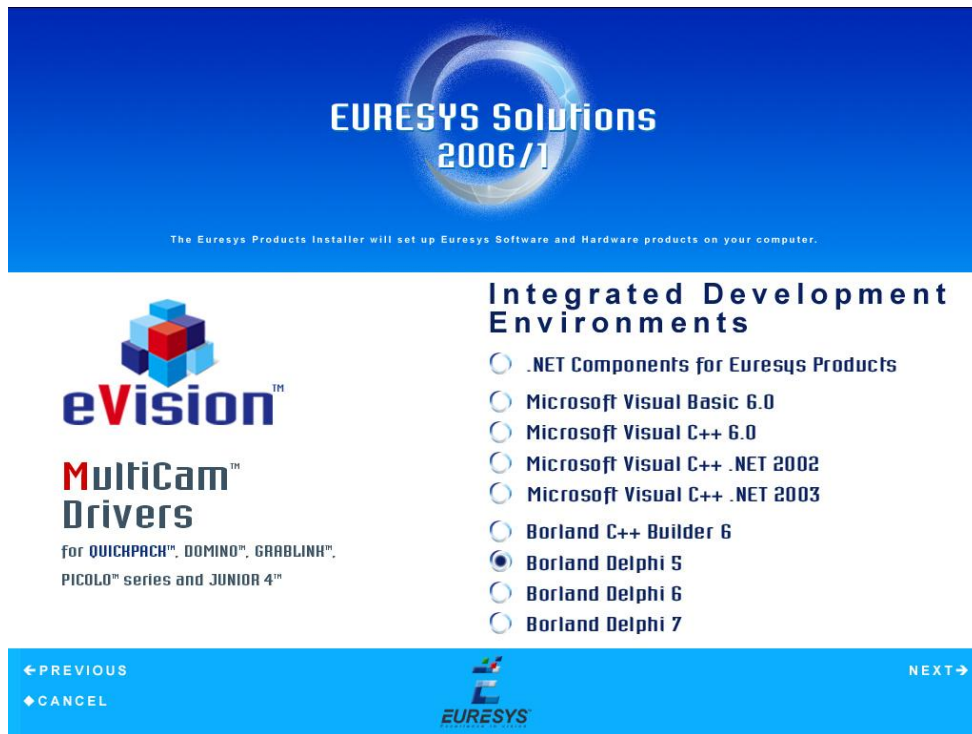 EURESYS Solutions
2006/1
The Euresys Products Installer will set up Euresys Software and Hardware products on your computer.
eVision™
MultiCam™
Drivers
for QUICKPACK™, DOMINO™, GRABLINK™,
PICOLO™ series and JUNIOR 4™
Integrated Development
Environments
.NET Components for Euresys Products
Microsoft Visual Basic 6.0
Microsoft Visual C++ 6.0
Microsoft Visual C++ .NET 2002
Microsoft Visual C++ .NET 2003
Borland C++ Builder 6
Borland Delphi 5
Borland Delphi 6
Borland Delphi 7
←PREVIOUS
◆CANCEL
EURESYS
Excellence in Vision
NEXT→